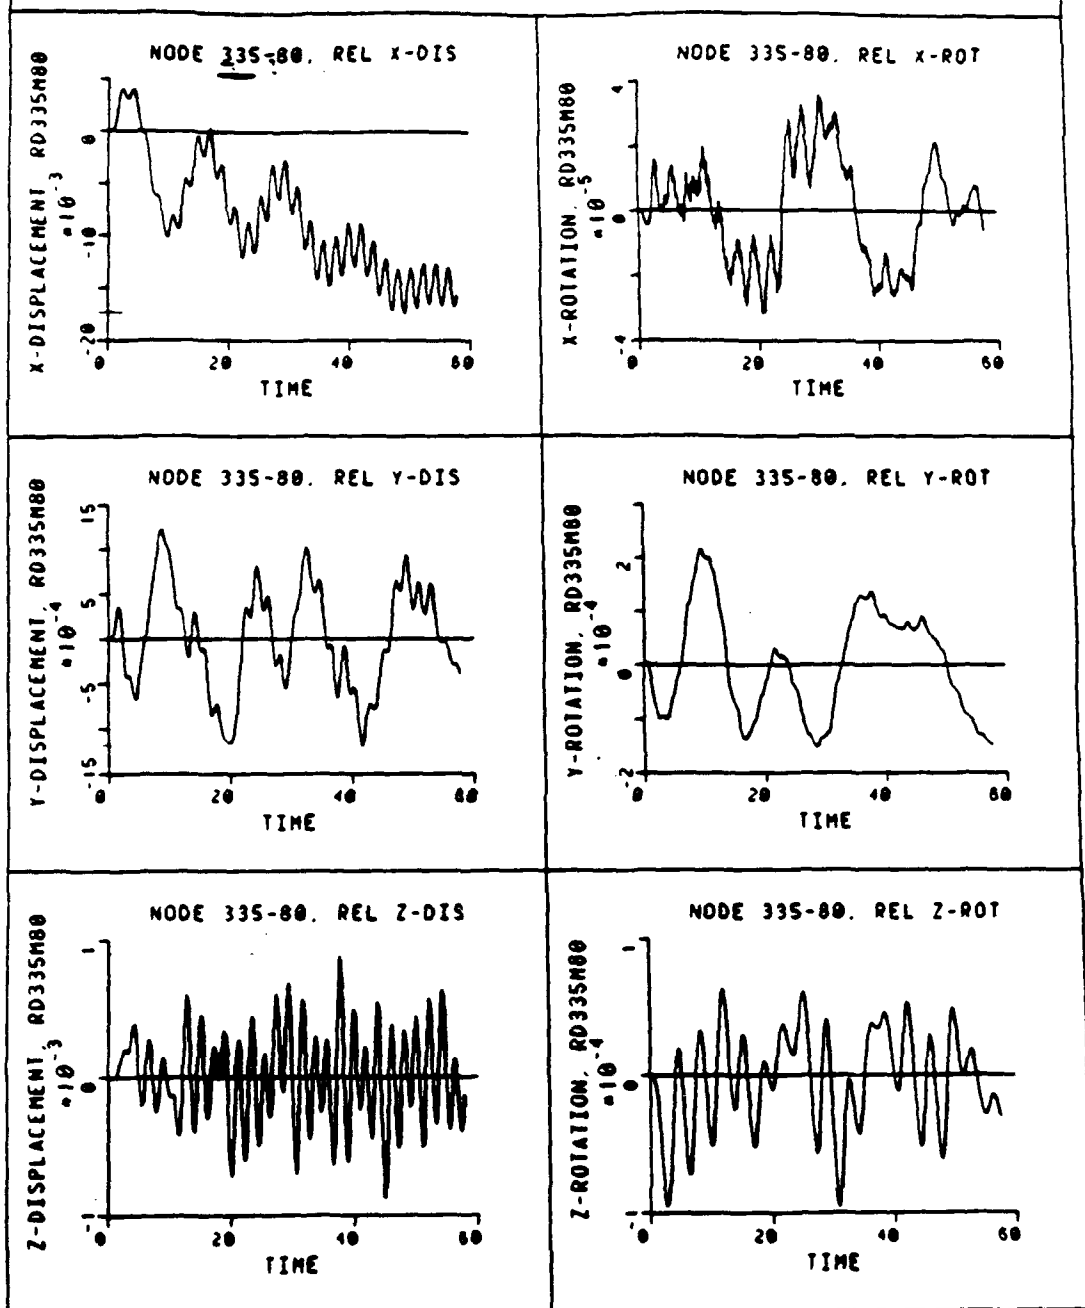 NODE 335-80. REL X-DIS
X-DISPLACEMENT, RD335M80
*10-3
0
-10
-20
0 20 40 60
TIME
NODE 335-80. REL X-ROT
X-ROTATION, RD335M80
*10-5
4
0
-4
0 20 40 60
TIME
NODE 335-80. REL Y-DIS
Y-DISPLACEMENT, RD335M80
*10-4
15
5
-5
-15
0 20 40 60
TIME
NODE 335-80. REL Y-ROT
Y-ROTATION, RD335M80
*10-4
2
0
-2
0 20 40 60
TIME
NODE 335-80. REL Z-DIS
Z-DISPLACEMENT, RD335M80
*10-3
1
0
-1
0 20 40 60
TIME
NODE 335-80. REL Z-ROT
Z-ROTATION, RD335M80
*10-4
1
0
-1
0 20 40 60
TIME